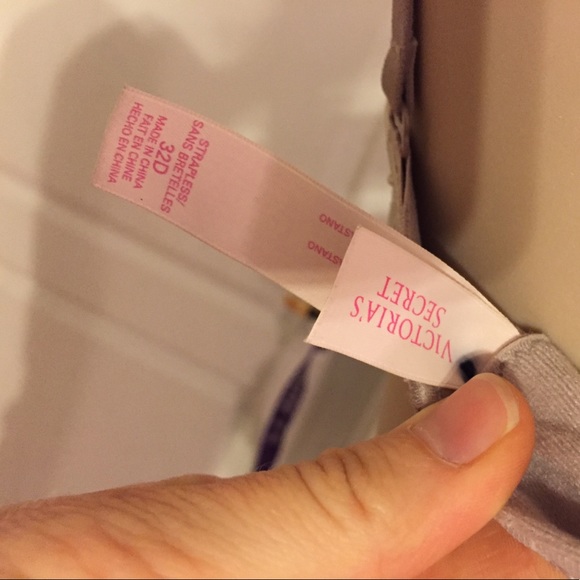 STRAPLESS/
SANS BRETELLES
32D
MADE IN CHINA
FAIT EN CHINE
HECHO EN CHINA
VICTORIA'S
SECRET